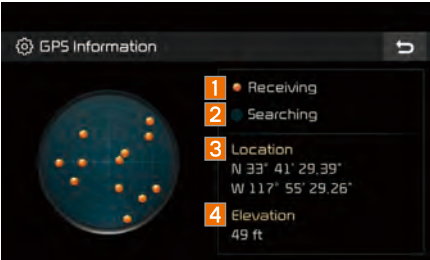 GPS Information
1 Receiving
2 Searching
3 Location
N 33° 41' 29.39"
W 117° 55' 29.26"
4 Elevation
49 ft